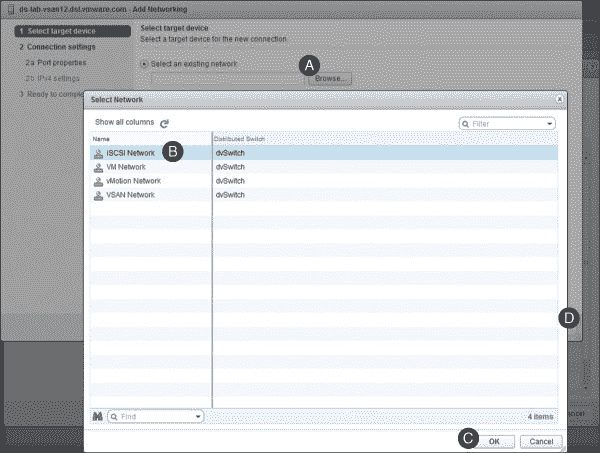 ds-lab-vsan12.dsl.vmware.com - Add Networking
1 Select target device
2 Connection settings
2a Port properties
2b IPv4 settings
3 Ready to complete
Select target device
Select a target device for the new connection.
Select an existing network
A
Browse...
Select Network
Show all columns
Filter
Name Distributed Switch
iSCSI Network B dvSwitch
VM Network dvSwitch
vMotion Network dvSwitch
VSAN Network dvSwitch
D
Find 4 items
C OK Cancel